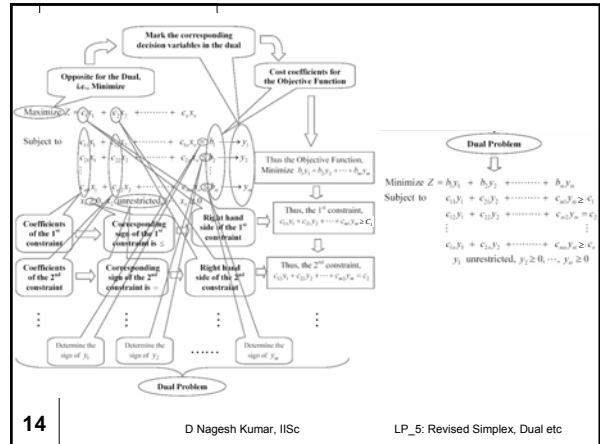 Mark the corresponding
decision variables in the dual
Opposite for the Dual,
i.e., Minimize
Cost coefficients for
the Objective Function
Maximize Z = c₁x₁ + c₂x₂ + ⋯⋯⋯ + cₙxₙ
Subject to
→ y₁
→ y₂
→ yₘ
unrestricted,
Thus the Objective Function,
Minimize b₁y₁ + b₂y₂ + ⋯ + bₘyₘ
Coefficients
of the 1st
constraint
Corresponding
sign of the 1st
constraint is ≤
Right hand
side of the 1st
constraint
Thus, the 1st constraint,
c₁₁y₁ + c₂₁y₂ + ⋯ + cₘ₁yₘ ≥ c₁
Coefficients
of the 2nd
constraint
Corresponding
sign of the 2nd
constraint is =
Right hand
side of the 2nd
constraint
Thus, the 2nd constraint,
c₁₂y₁ + c₂₂y₂ + ⋯ + cₘ₂yₘ = c₂
Determine the
sign of y₁
Determine the
sign of y₂
⋯⋯
Determine the
sign of yₘ
Dual Problem
Dual Problem
Minimize Z = b₁y₁ + b₂y₂ + ⋯⋯⋯ + bₘyₘ
Subject to c₁₁y₁ + c₂₁y₂ + ⋯⋯⋯ + cₘ₁yₘ ≥ c₁
c₁₂y₁ + c₂₂y₂ + ⋯⋯⋯ + cₘ₂yₘ = c₂
c₁ₙy₁ + c₂ₙy₂ + ⋯⋯⋯ + cₘₙyₘ ≥ cₙ
y₁ unrestricted, y₂ ≥ 0, ⋯, yₘ ≥ 0
14
D Nagesh Kumar, IISc
LP_5: Revised Simplex, Dual etc